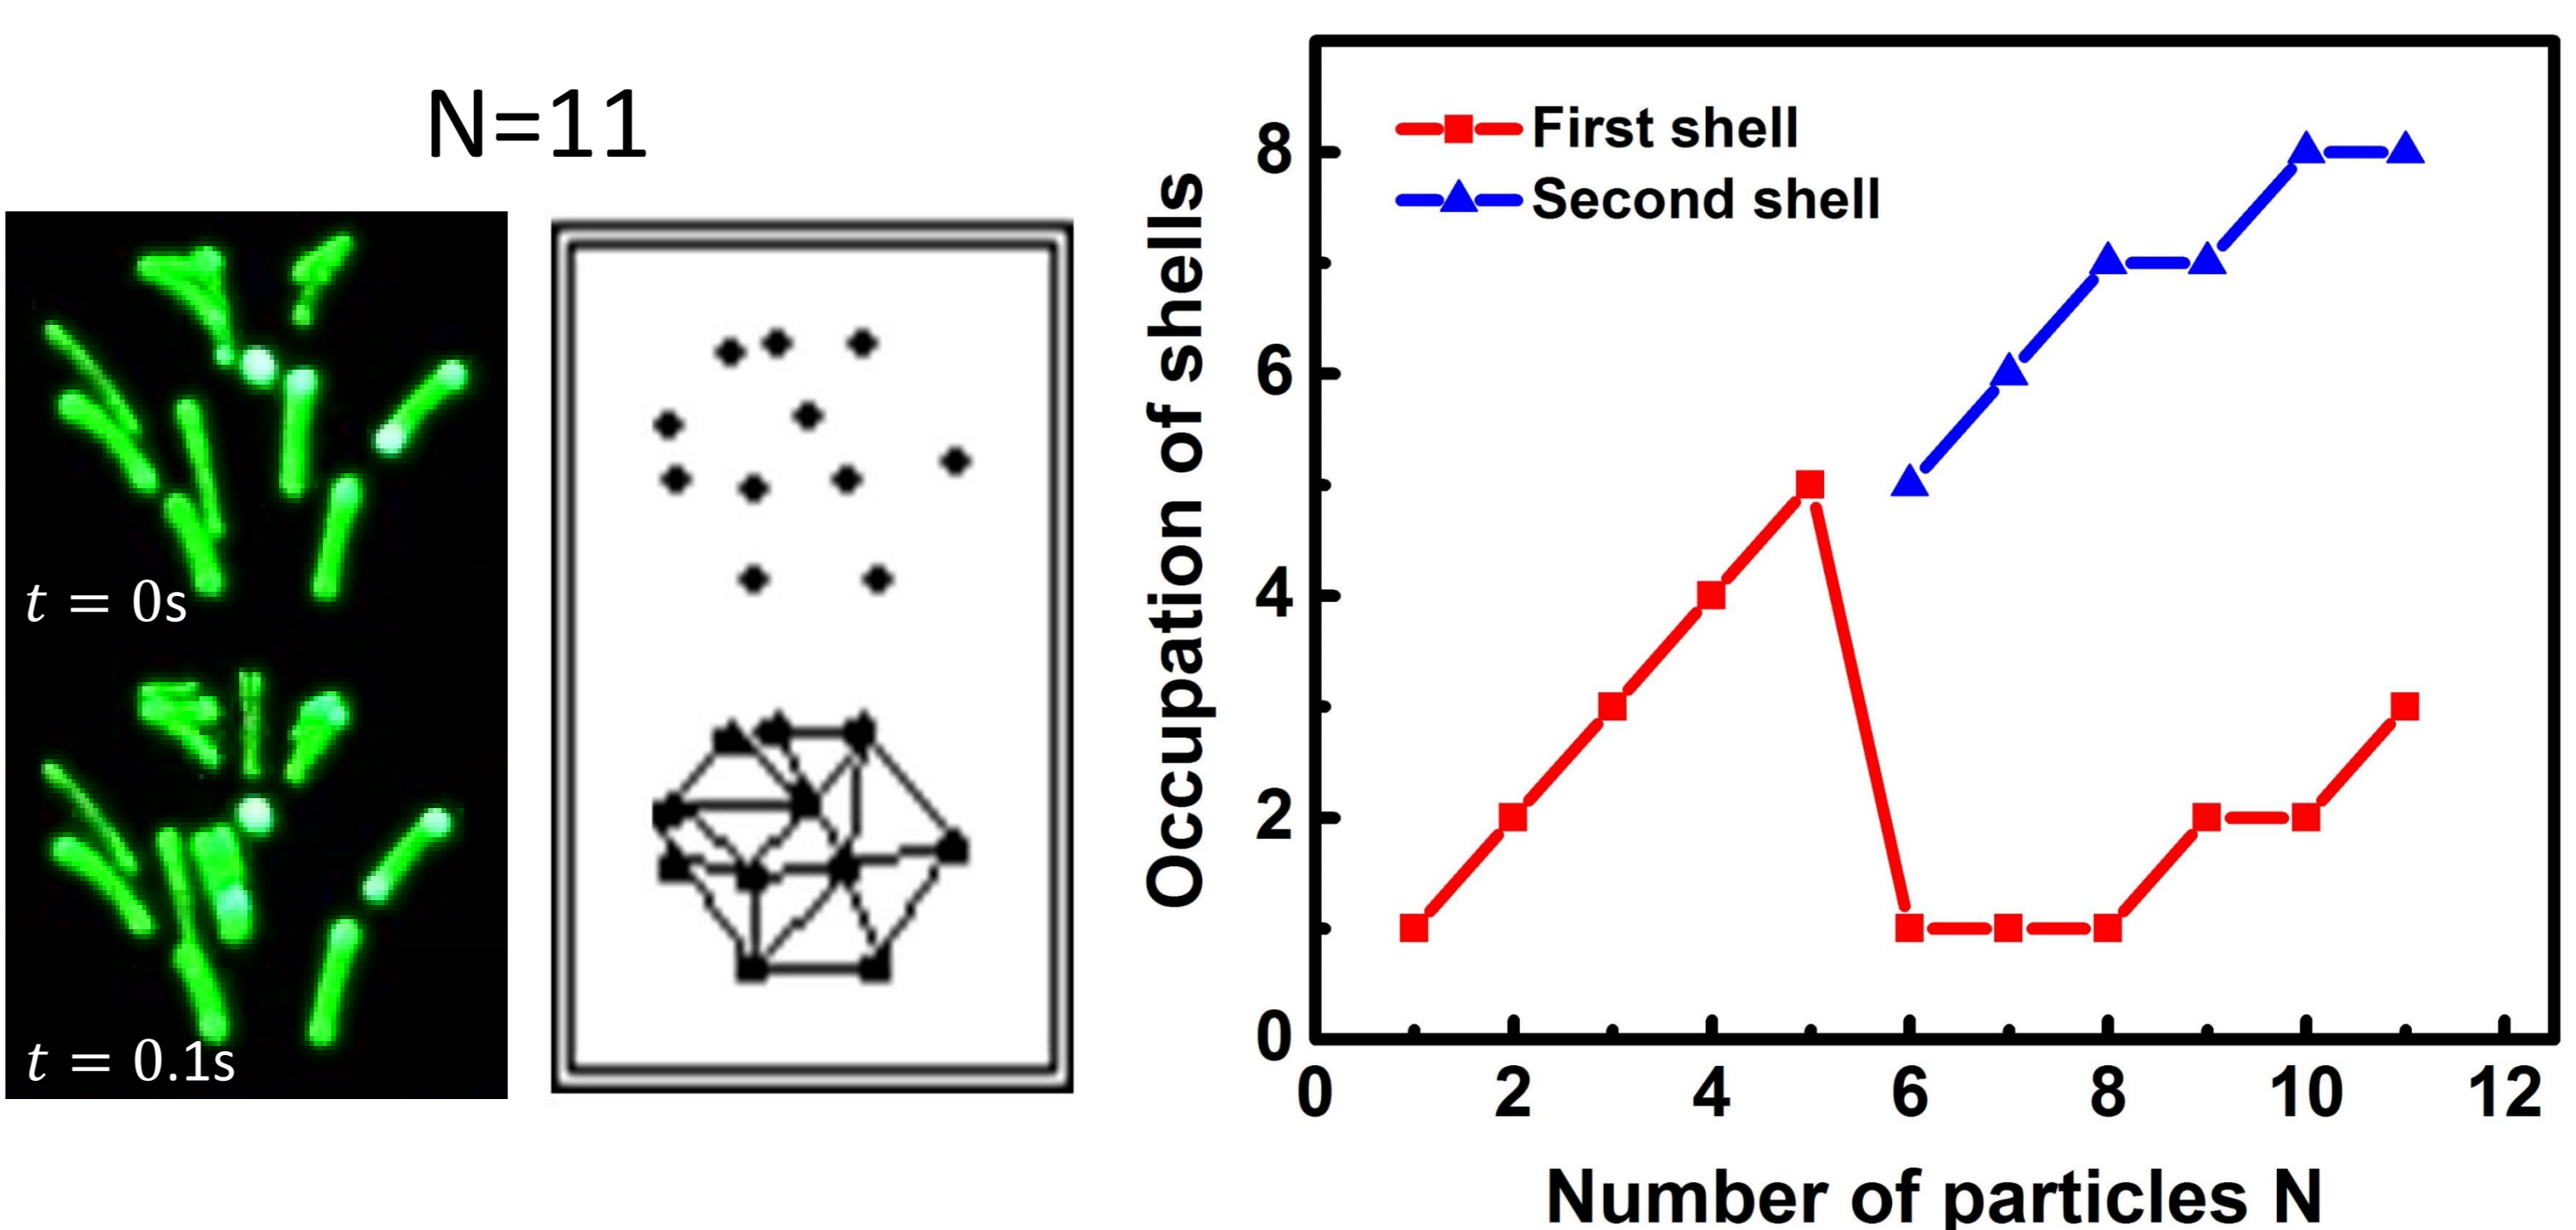 N=11
t = 0s
t = 0.1s
First shell
Second shell
Occupation of shells
8
6
4
2
0
0 2 4 6 8 10 12
Number of particles N